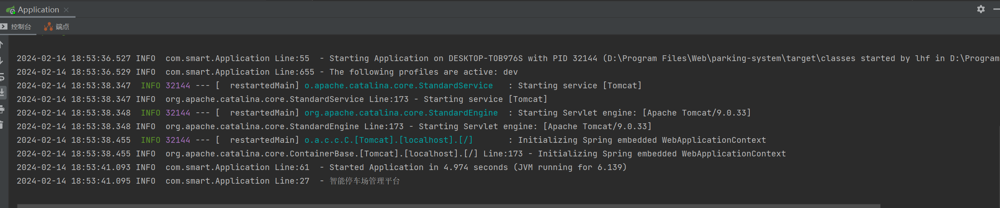 Application
控制台 端点
2024-02-14 18:53:36.527 INFO  com.smart.Application Line:55  - Starting Application on DESKTOP-TOB976S with PID 32144 (D:\Program Files\Web\parking-system\target\classes started by lhf in D:\Program
2024-02-14 18:53:36.529 INFO  com.smart.Application Line:655 - The following profiles are active: dev
2024-02-14 18:53:38.347  INFO 32144 --- [  restartedMain] o.apache.catalina.core.StandardService   : Starting service [Tomcat]
2024-02-14 18:53:38.347 INFO  org.apache.catalina.core.StandardService Line:173 - Starting service [Tomcat]
2024-02-14 18:53:38.348  INFO 32144 --- [  restartedMain] org.apache.catalina.core.StandardEngine  : Starting Servlet engine: [Apache Tomcat/9.0.33]
2024-02-14 18:53:38.348 INFO  org.apache.catalina.core.StandardEngine Line:173 - Starting Servlet engine: [Apache Tomcat/9.0.33]
2024-02-14 18:53:38.455  INFO 32144 --- [  restartedMain] o.a.c.c.C.[Tomcat].[localhost].[/]       : Initializing Spring embedded WebApplicationContext
2024-02-14 18:53:38.455 INFO  org.apache.catalina.core.ContainerBase.[Tomcat].[localhost].[/] Line:173 - Initializing Spring embedded WebApplicationContext
2024-02-14 18:53:41.093 INFO  com.smart.Application Line:61  - Started Application in 4.974 seconds (JVM running for 6.139)
2024-02-14 18:53:41.095 INFO  com.smart.Application Line:27  - 智能停车场管理平台